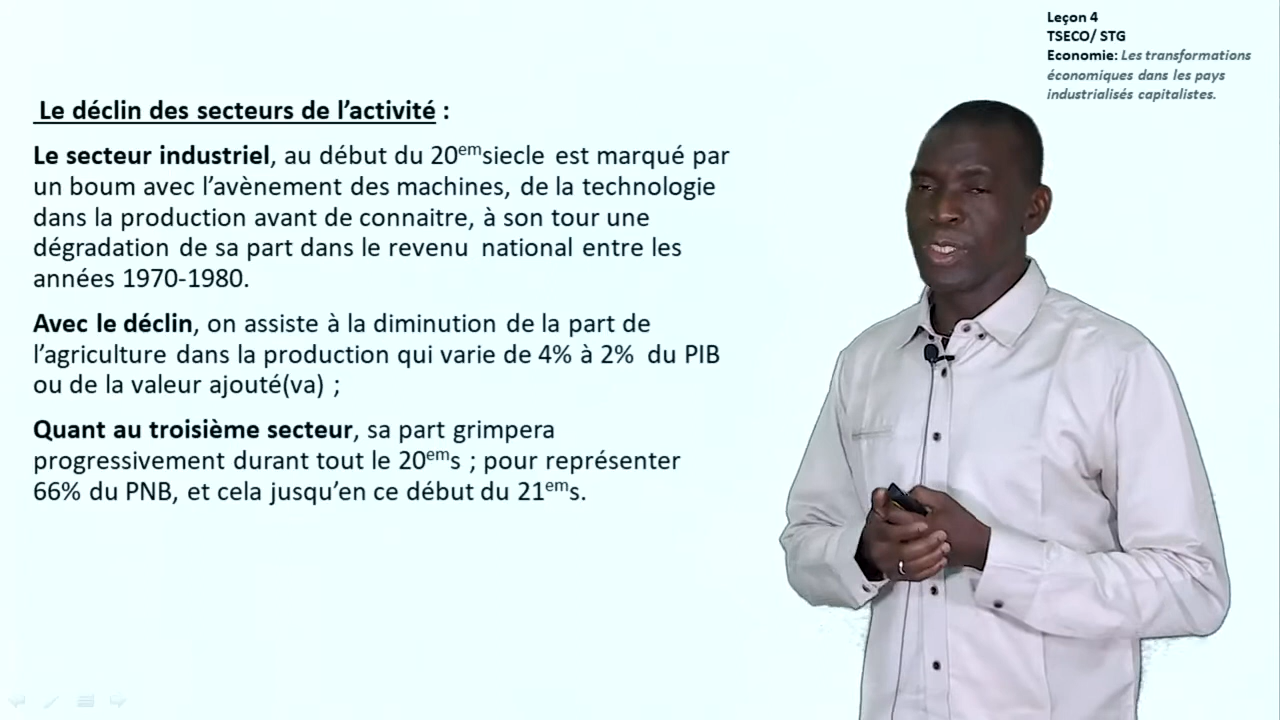 Leçon 4
TSECO/ STG
Economie: Les transformations
économiques dans les pays
industrialisés capitalistes.
Le déclin des secteurs de l’activité :
Le secteur industriel, au début du 20emsiecle est marqué par
un boum avec l’avènement des machines, de la technologie
dans la production avant de connaitre, à son tour une
dégradation de sa part dans le revenu national entre les
années 1970-1980.
Avec le déclin, on assiste à la diminution de la part de
l’agriculture dans la production qui varie de 4% à 2% du PIB
ou de la valeur ajouté(va) ;
Quant au troisième secteur, sa part grimpera
progressivement durant tout le 20ems ; pour représenter
66% du PNB, et cela jusqu’en ce début du 21ems.